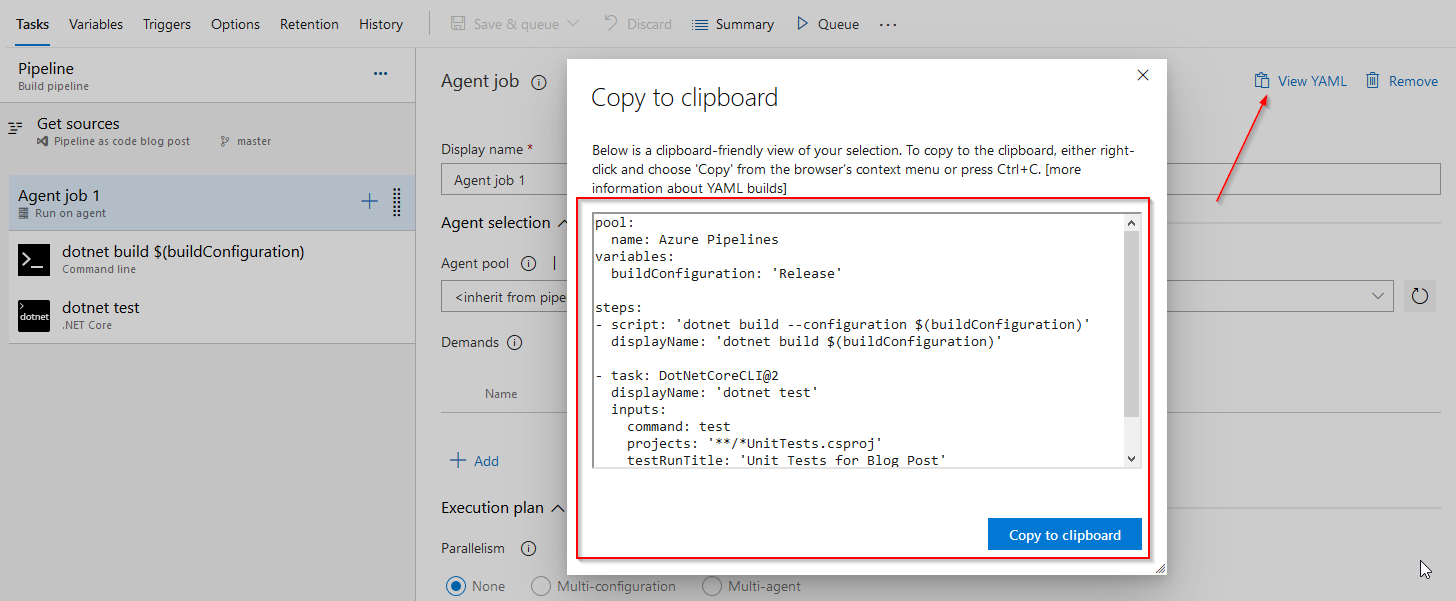 Tasks Variables Triggers Options Retention History Save & queue Discard Summary Queue ...
Pipeline
Build pipeline
...
Get sources
Pipeline as code blog post master
Agent job 1
Run on agent
dotnet build $(buildConfiguration)
Command line
dotnet
dotnet test
.NET Core
Agent job
View YAML Remove
Display name *
Agent job 1
Agent selection
Agent pool |
<inherit from pipe
Demands
Name
Add
Execution plan
Parallelism
None Multi-configuration Multi-agent
Copy to clipboard
Below is a clipboard-friendly view of your selection. To copy to the clipboard, either right-
click and choose 'Copy' from the browser's context menu or press Ctrl+C. [more
information about YAML builds]
pool:
  name: Azure Pipelines
variables:
  buildConfiguration: 'Release'
steps:
- script: 'dotnet build --configuration $(buildConfiguration)'
  displayName: 'dotnet build $(buildConfiguration)'
- task: DotNetCoreCLI@2
  displayName: 'dotnet test'
  inputs:
    command: test
    projects: '**/*UnitTests.csproj'
    testRunTitle: 'Unit Tests for Blog Post'
Copy to clipboard